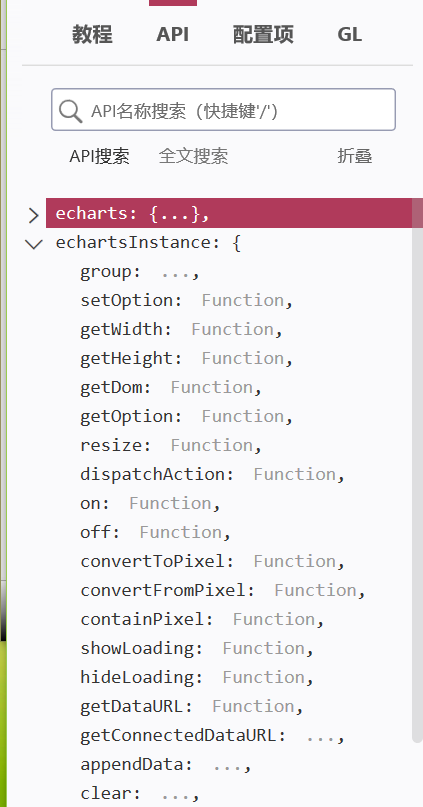 教程 API 配置项 GL
API名称搜索（快捷键'/'）
API搜索 全文搜索 折叠
echarts: {...},
echartsInstance: {
group: ...,
setOption: Function,
getWidth: Function,
getHeight: Function,
getDom: Function,
getOption: Function,
resize: Function,
dispatchAction: Function,
on: Function,
off: Function,
convertToPixel: Function,
convertFromPixel: Function,
containPixel: Function,
showLoading: Function,
hideLoading: Function,
getDataURL: Function,
getConnectedDataURL: ...,
appendData: ...,
clear: ...,